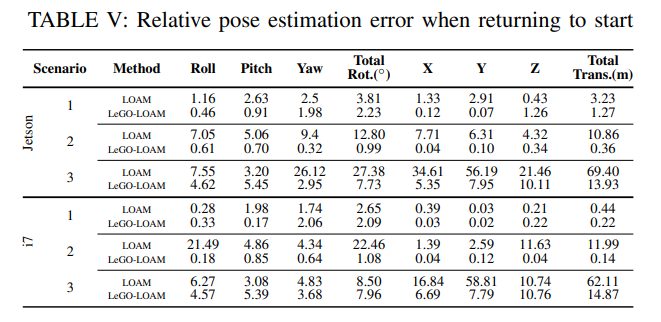 TABLE V: Relative pose estimation error when returning to start
Scenario Method Roll Pitch Yaw Total Rot.(°) X Y Z Total Trans.(m)
Jetson
1 LOAM 1.16 2.63 2.5 3.81 1.33 2.91 0.43 3.23
LeGO-LOAM 0.46 0.91 1.98 2.23 0.12 0.07 1.26 1.27
2 LOAM 7.05 5.06 9.4 12.80 7.71 6.31 4.32 10.86
LeGO-LOAM 0.61 0.70 0.32 0.99 0.04 0.10 0.34 0.36
3 LOAM 7.55 3.20 26.12 27.38 34.61 56.19 21.46 69.40
LeGO-LOAM 4.62 5.45 2.95 7.73 5.35 7.95 10.11 13.93
i7
1 LOAM 0.28 1.98 1.74 2.65 0.39 0.03 0.21 0.44
LeGO-LOAM 0.33 0.17 2.06 2.09 0.03 0.02 0.22 0.22
2 LOAM 21.49 4.86 4.34 22.46 1.39 2.59 11.63 11.99
LeGO-LOAM 0.18 0.85 0.64 1.08 0.04 0.12 0.04 0.14
3 LOAM 6.27 3.08 4.83 8.50 16.84 58.81 10.74 62.11
LeGO-LOAM 4.57 5.39 3.68 7.96 6.69 7.79 10.76 14.87